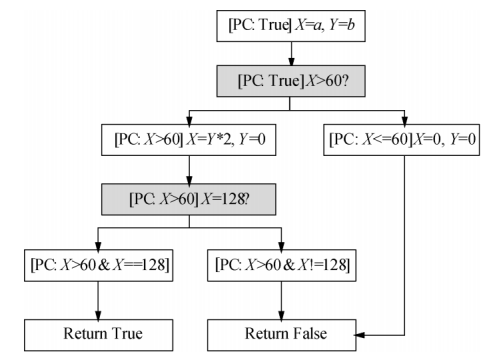 [PC: True] X=a, Y=b
[PC: True] X>60?
[PC: X>60] X=Y*2, Y=0
[PC: X<=60]X=0, Y=0
[PC: X>60] X=128?
[PC: X>60 & X==128]
[PC: X>60 & X!=128]
Return True
Return False